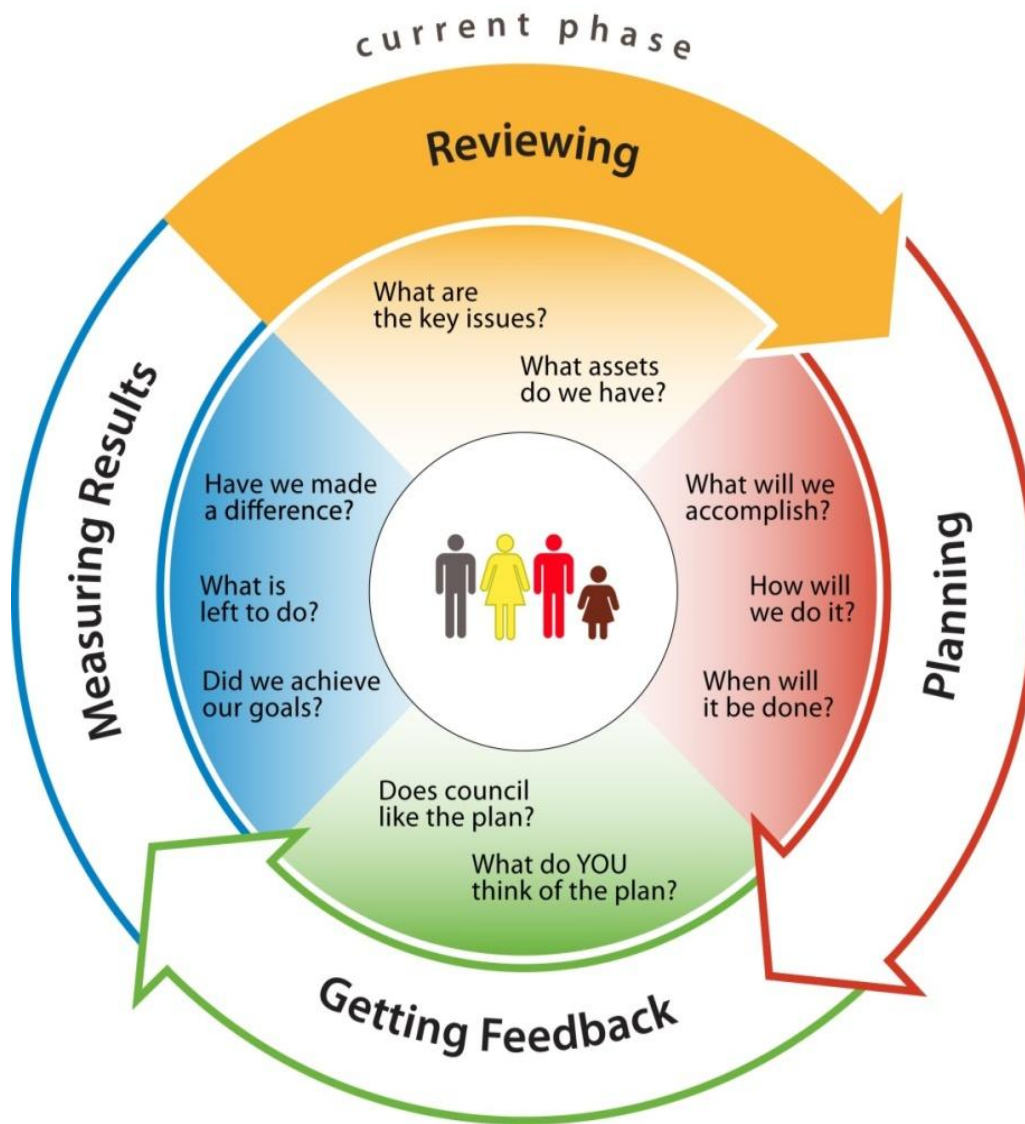 current phase
Reviewing
What are
the key issues?
What assets
do we have?
Planning
What will we
accomplish?
How will
we do it?
When will
it be done?
Getting Feedback
Does council
like the plan?
What do YOU
think of the plan?
Measuring Results
Have we made
a difference?
What is
left to do?
Did we achieve
our goals?